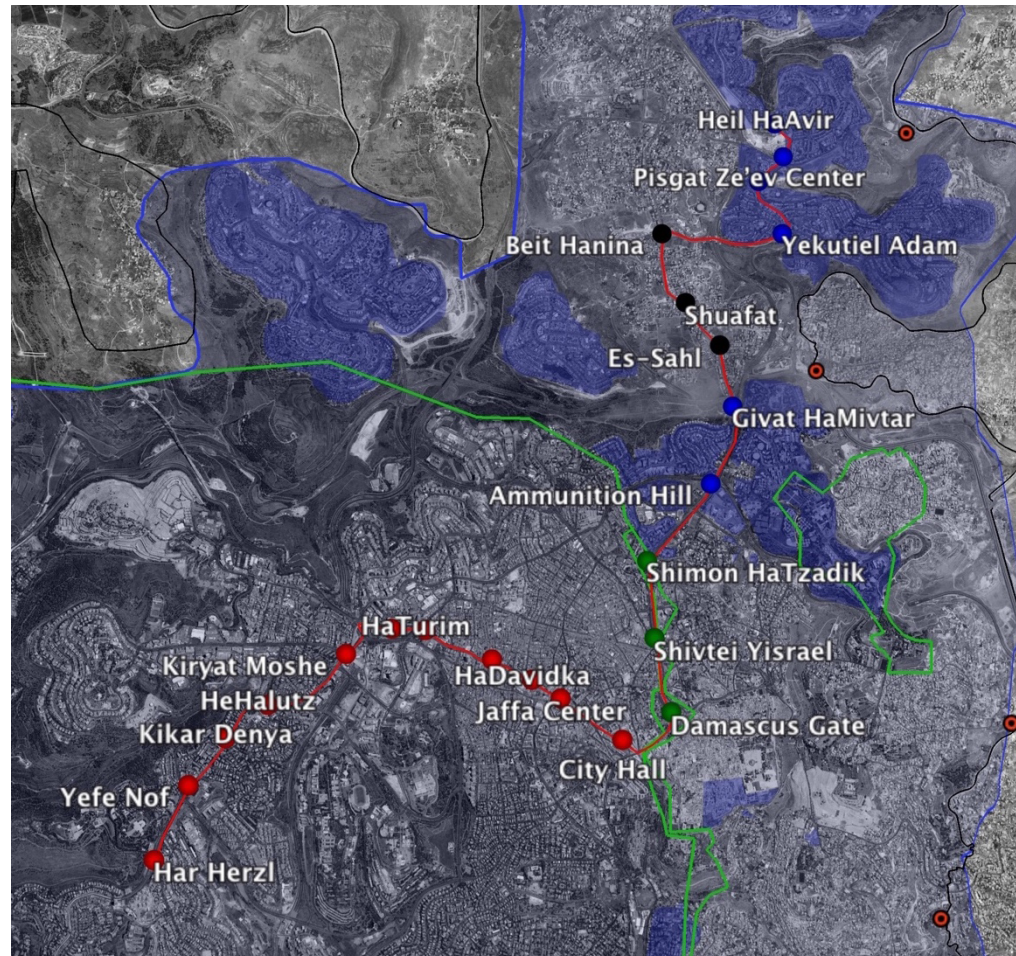 Heil HaAvir
Pisgat Ze'ev Center
Beit Hanina
Yekutiel Adam
Shuafat
Es-Sahl
Givat HaMivtar
Ammunition Hill
Shimon HaTzadik
HaTurim
Shivtei Yisrael
Kiryat Moshe
HaDavidka
HeHalutz
Jaffa Center
Damascus Gate
Kikar Denya
City Hall
Yefe Nof
Har Herzl